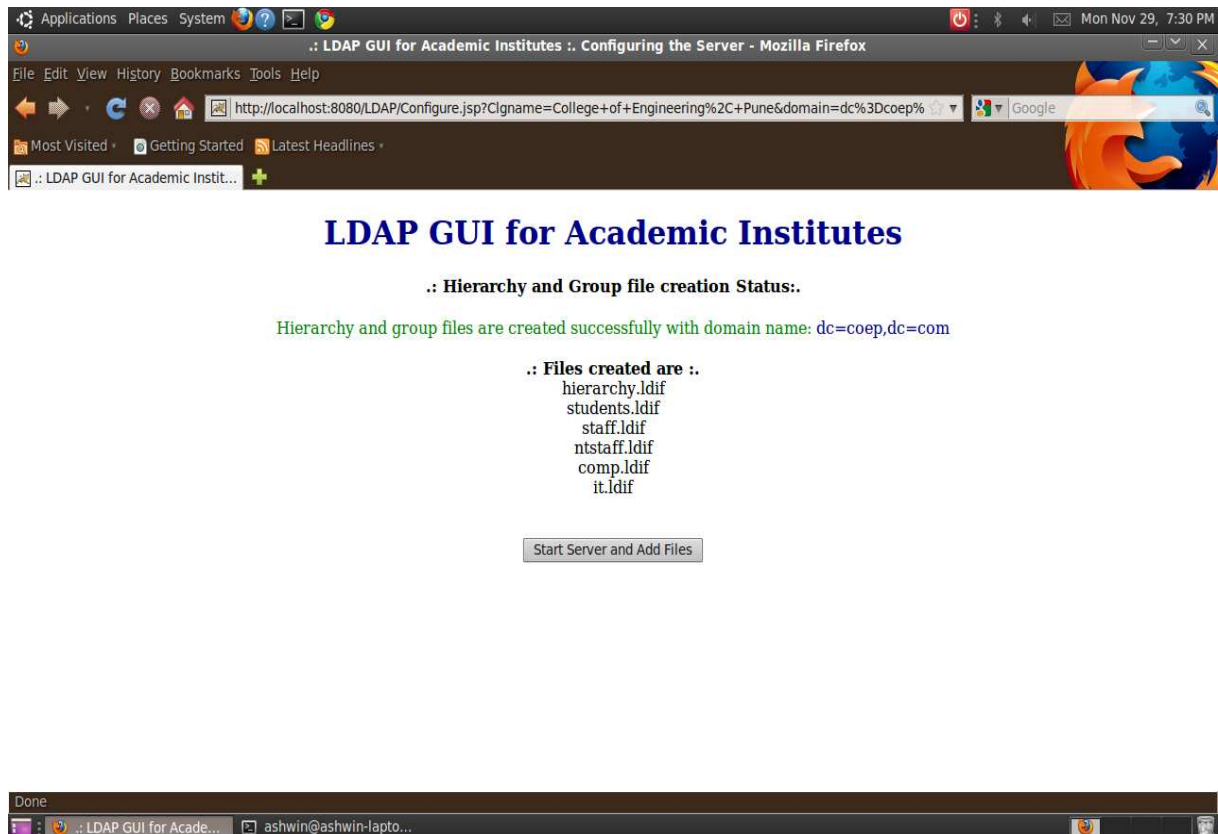 Applications Places System Mon Nov 29, 7:30 PM
.: LDAP GUI for Academic Institutes :. Configuring the Server - Mozilla Firefox
File Edit View History Bookmarks Tools Help
http://localhost:8080/LDAP/Configure.jsp?Clgname=College+of+Engineering%2C+Pune&domain=dc%3Dcoep% Google
Most Visited Getting Started Latest Headlines
.: LDAP GUI for Academic Instit...
LDAP GUI for Academic Institutes
.: Hierarchy and Group file creation Status:.
Hierarchy and group files are created successfully with domain name: dc=coep,dc=com
.: Files created are :.
hierarchy.ldif
students.ldif
staff.ldif
ntstaff.ldif
comp.ldif
it.ldif
Start Server and Add Files
Done
.: LDAP GUI for Acade... ashwin@ashwin-lapto...